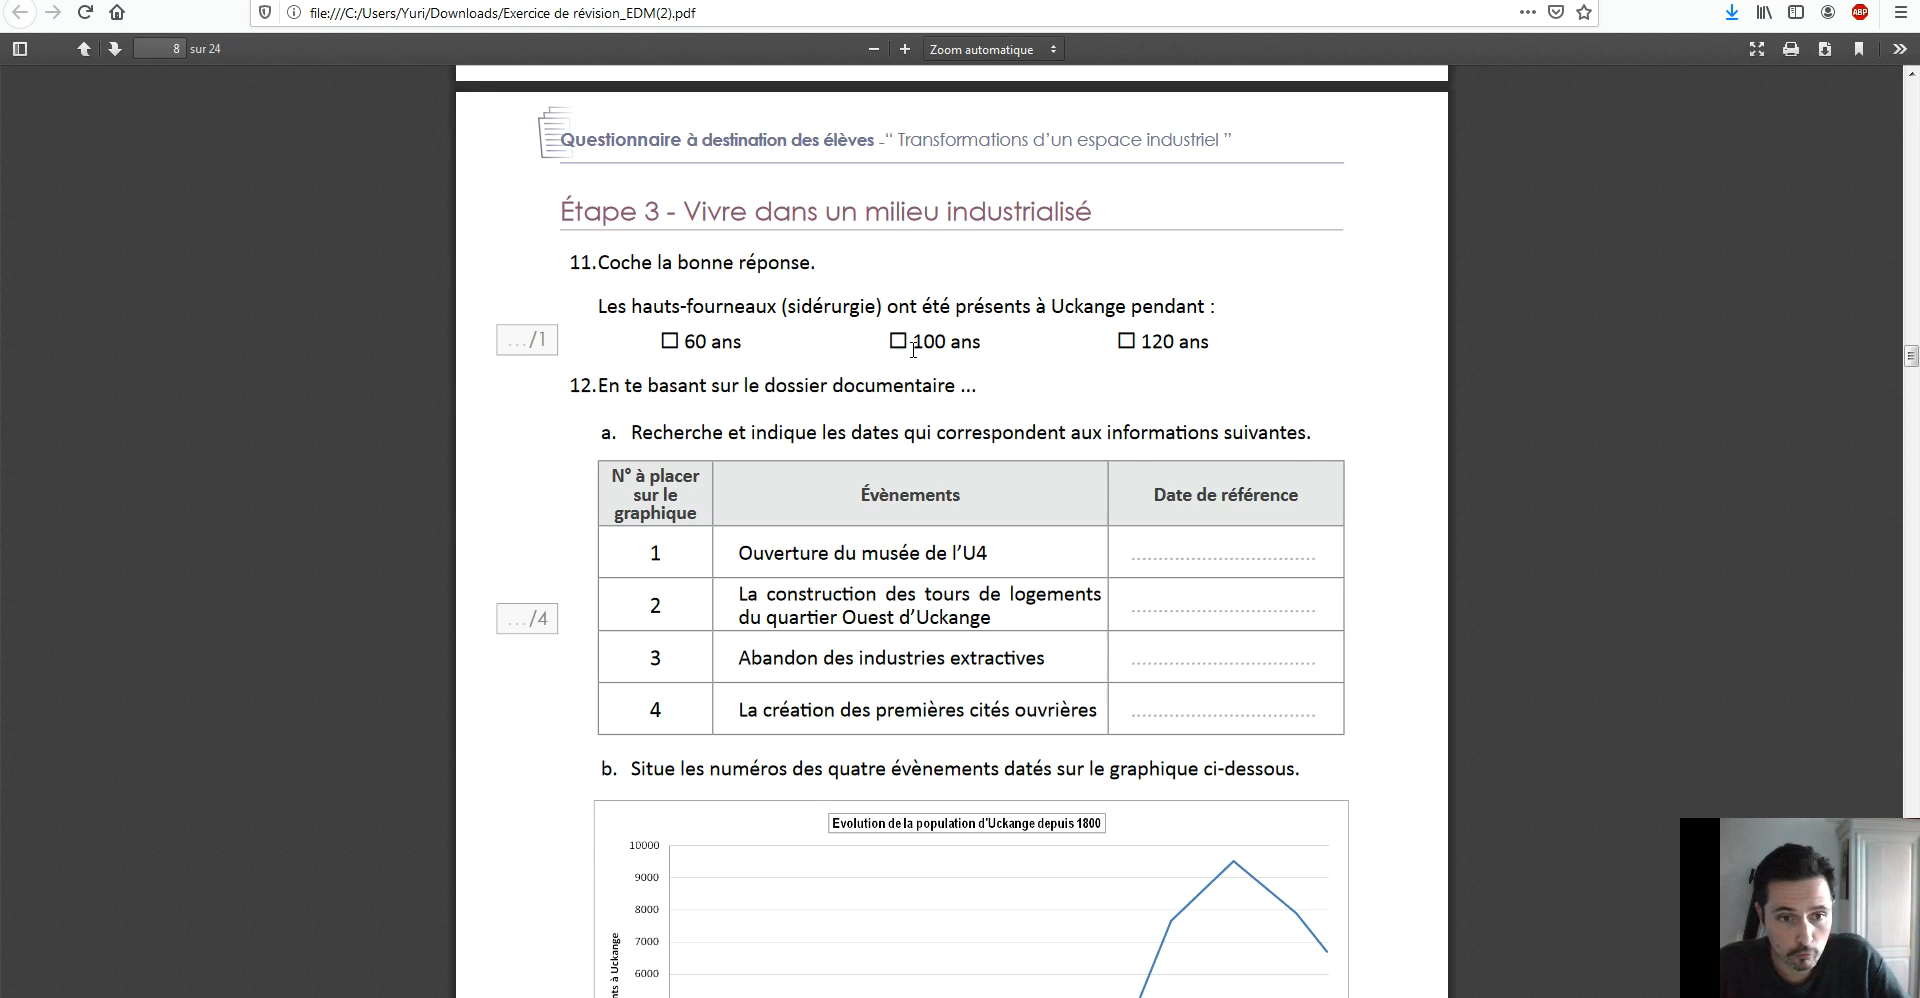 file:///C:/Users/Yuri/Downloads/Exercice de révision_EDM(2).pdf
ABP
8 sur 24
Zoom automatique
Questionnaire à destination des élèves -“ Transformations d’un espace industriel ”
Étape 3 - Vivre dans un milieu industrialisé
11. Coche la bonne réponse.
Les hauts-fourneaux (sidérurgie) ont été présents à Uckange pendant :
.../1
☐ 60 ans ☐ 100 ans ☐ 120 ans
12. En te basant sur le dossier documentaire ...
a. Recherche et indique les dates qui correspondent aux informations suivantes.
N° à placer sur le graphique Évènements Date de référence
1 Ouverture du musée de l’U4 .................................
2 La construction des tours de logements
du quartier Ouest d’Uckange .................................
.../4
3 Abandon des industries extractives .................................
4 La création des premières cités ouvrières .................................
b. Situe les numéros des quatre évènements datés sur le graphique ci-dessous.
Evolution de la population d'Uckange depuis 1800
10000
9000
8000
7000
6000
nts à Uckange